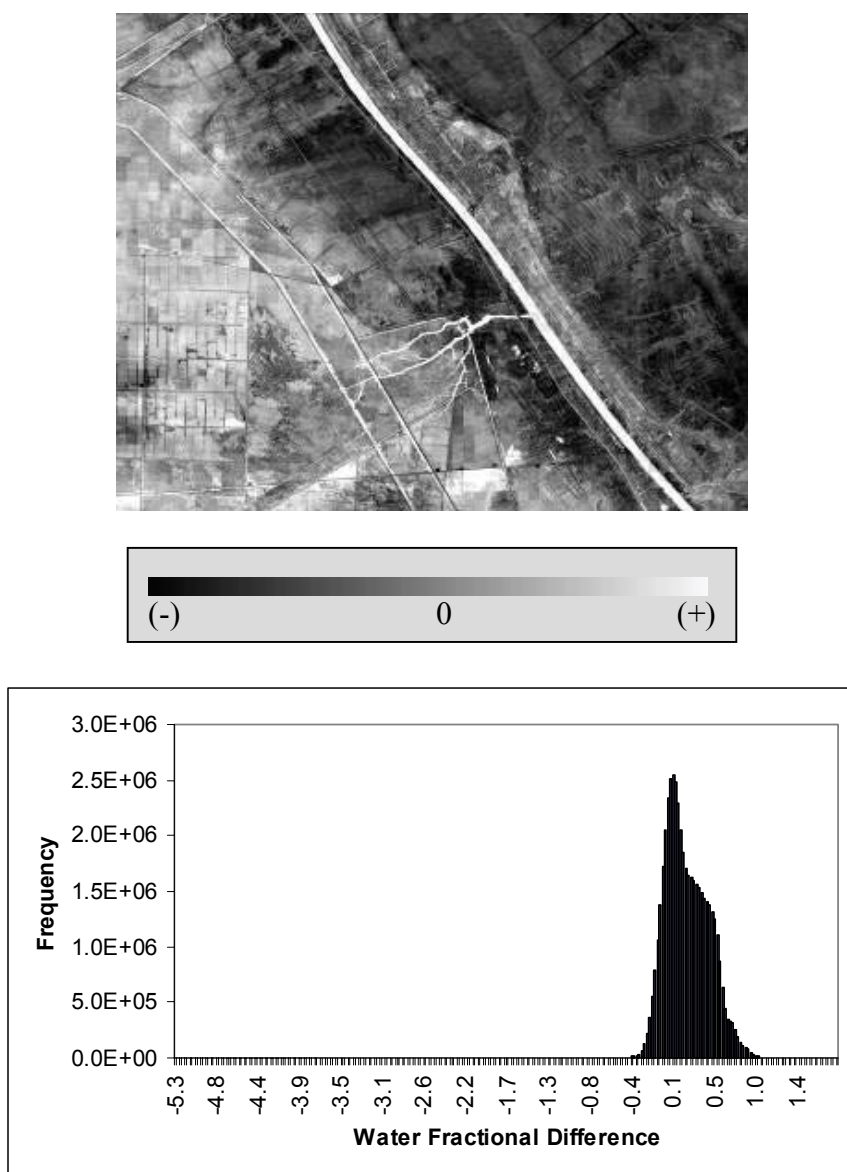 (-) 0 (+)
3.0E+06
2.5E+06
2.0E+06
1.5E+06
1.0E+06
5.0E+05
0.0E+00
Frequency
-5.3 -4.8 -4.4 -3.9 -3.5 -3.1 -2.6 -2.2 -1.7 -1.3 -0.8 -0.4 0.1 0.5 1.0 1.4
Water Fractional Difference